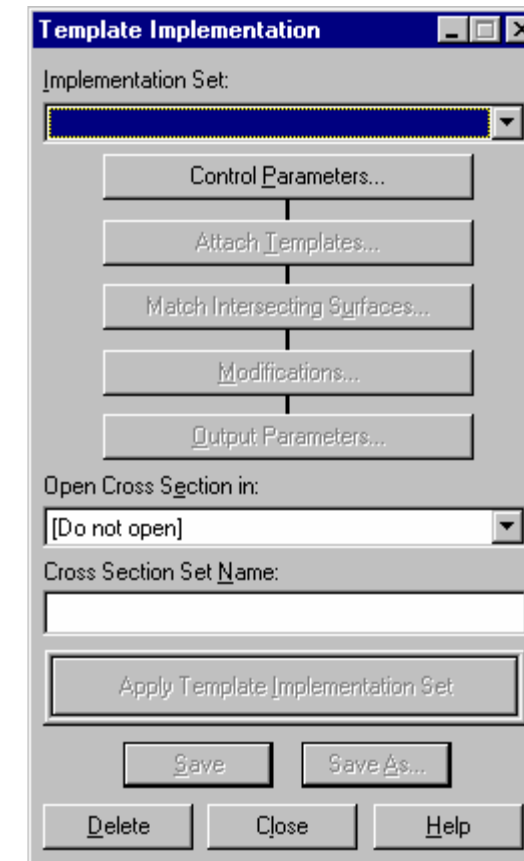 Template Implementation
Implementation Set:
Control Parameters...
Attach Templates...
Match Intersecting Surfaces...
Modifications...
Output Parameters...
Open Cross Section in:
[Do not open]
Cross Section Set Name:
Apply Template Implementation Set
Save Save As...
Delete Close Help